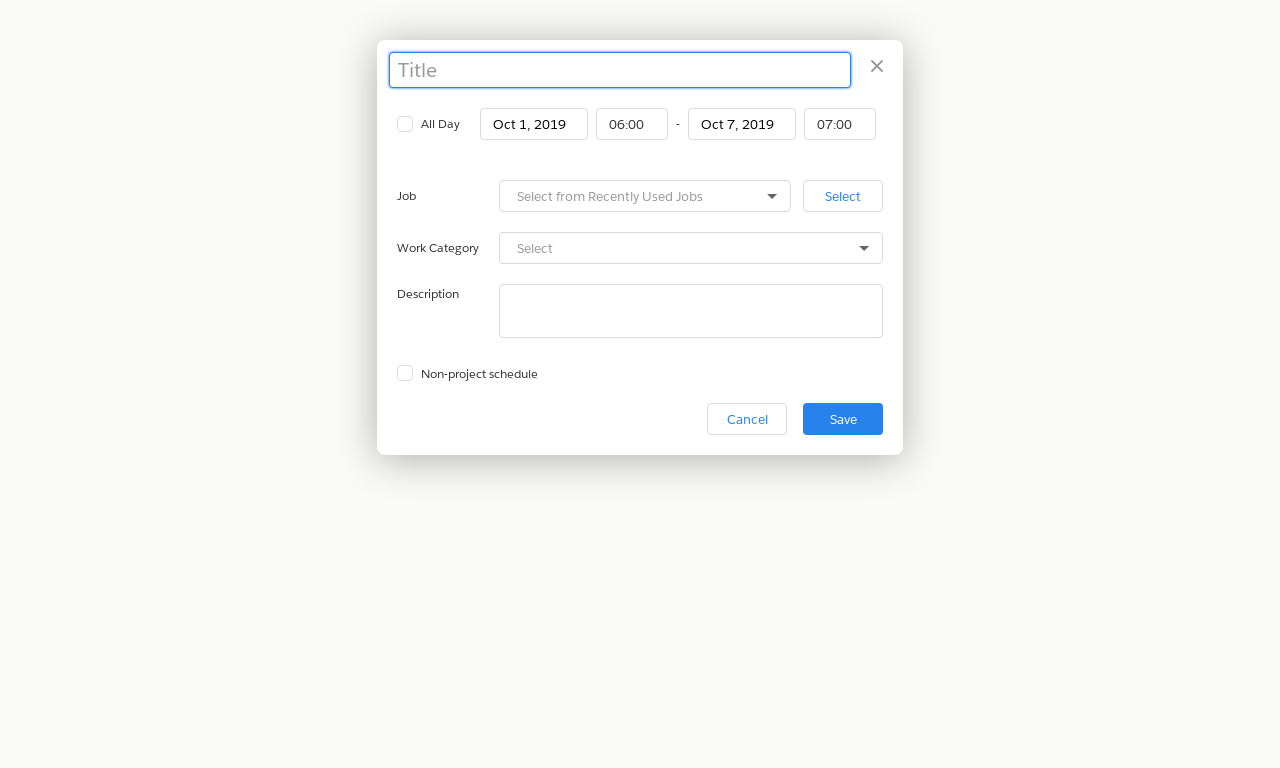 Title
All Day Oct 1, 2019 06:00 - Oct 7, 2019 07:00
Job Select from Recently Used Jobs Select
Work Category Select
Description
Non-project schedule
Cancel Save